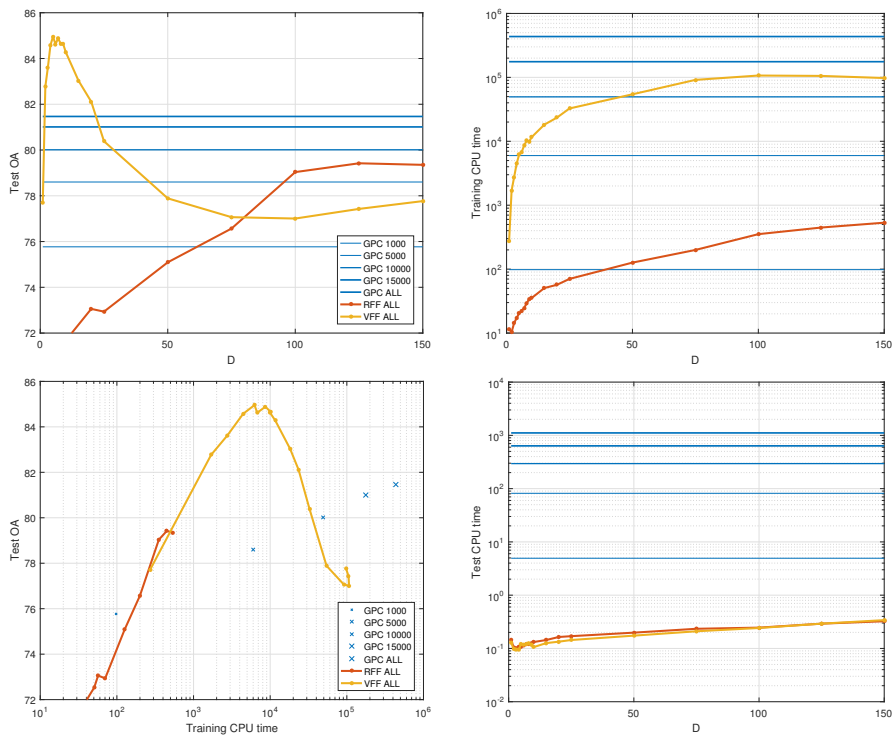 86
84
82
80
78
76
74
72
Test OA
0
50
100
150
D
GPC 1000
GPC 5000
GPC 10000
GPC 15000
GPC ALL
RFF ALL
VFF ALL
10^6
10^5
10^4
10^3
10^2
10^1
Training CPU time
0
50
100
150
D
86
84
82
80
78
76
74
72
Test OA
10^1
10^2
10^3
10^4
10^5
10^6
Training CPU time
GPC 1000
GPC 5000
GPC 10000
GPC 15000
GPC ALL
RFF ALL
VFF ALL
10^4
10^3
10^2
10^1
10^0
10^-1
10^-2
Test CPU time
0
50
100
150
D